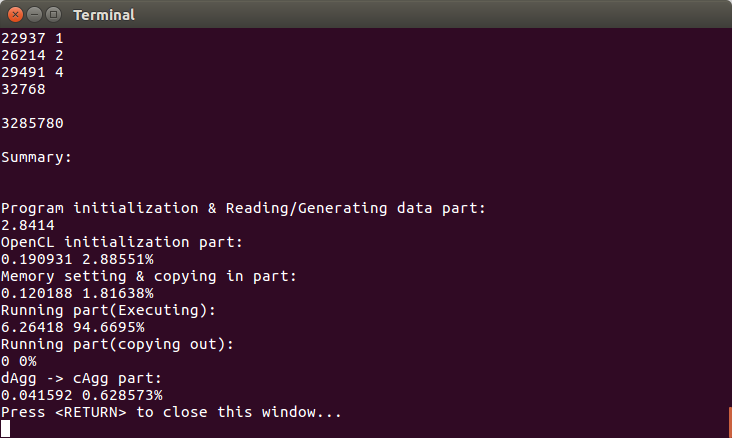 Terminal
22937 1
26214 2
29491 4
32768
3285780
Summary:
Program initialization & Reading/Generating data part:
2.8414
OpenCL initialization part:
0.190931 2.88551%
Memory setting & copying in part:
0.120188 1.81638%
Running part(Executing):
6.26418 94.6695%
Running part(copying out):
0 0%
dAgg -> cAgg part:
0.041592 0.628573%
Press <RETURN> to close this window...